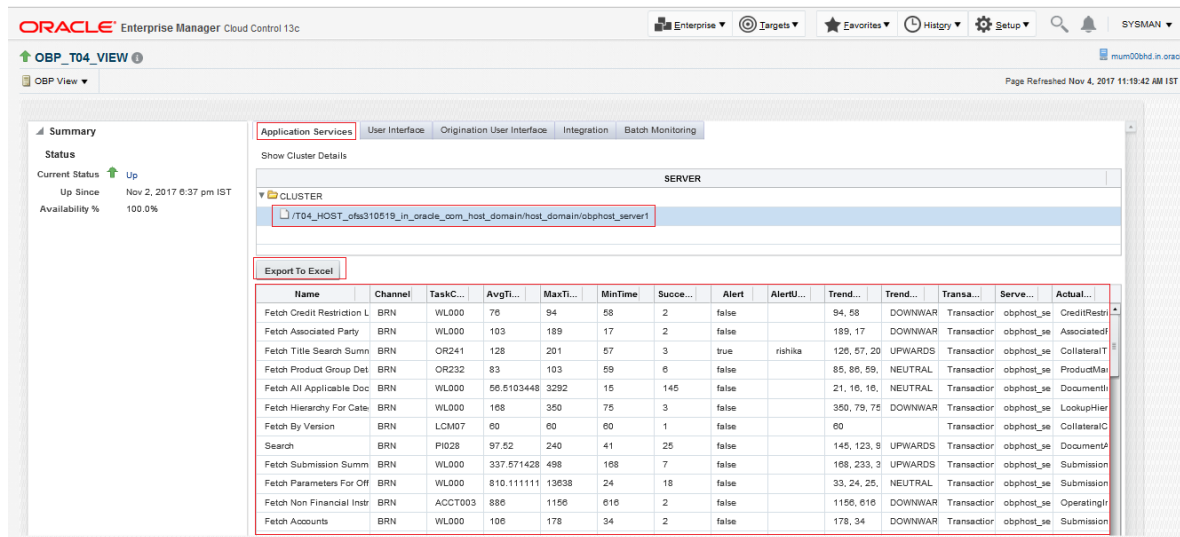 ORACLE Enterprise Manager Cloud Control 13c
Enterprise Targets Favorites History Setup SYSMAN
OBP_T04_VIEW
mum00bhd.in.orac
OBP View
Page Refreshed Nov 4, 2017 11:19:42 AM IST
Summary
Status
Current Status Up
Up Since Nov 2, 2017 6:37 pm IST
Availability % 100.0%
Application Services User Interface Origination User Interface Integration Batch Monitoring
Show Cluster Details
SERVER
CLUSTER
/T04_HOST_ofss310519_in_oracle_com_host_domain/host_domain/obphost_server1
Export To Excel
Name Channel TaskC... AvgTi... MaxTi... MinTime Succe... Alert AlertU... Trend... Trend... Transa... Serve... Actual...
Fetch Credit Restriction L BRN WL000 76 94 58 2 false 94, 58 DOWNWAR Transaction obphost_se CreditRestri
Fetch Associated Party BRN WL000 103 189 17 2 false 189, 17 DOWNWAR Transaction obphost_se Associated
Fetch Title Search Summ BRN OR241 128 201 57 3 true rishika 126, 57, 20 UPWARDS Transaction obphost_se CollateralT
Fetch Product Group Det BRN OR232 83 103 59 6 false 85, 86, 59, NEUTRAL Transaction obphost_se ProductMa
Fetch All Applicable Doc BRN WL000 56.5103448 3292 15 145 false 21, 16, 16, NEUTRAL Transaction obphost_se DocumentI
Fetch Hierarchy For Cate BRN WL000 168 350 75 3 false 350, 79, 75 DOWNWAR Transaction obphost_se LookupHier
Fetch By Version BRN LCM07 60 60 60 1 false 60 Transaction obphost_se CollateralC
Search BRN PI028 97.52 240 41 25 false 145, 123, 9 UPWARDS Transaction obphost_se DocumentA
Fetch Submission Summ BRN WL000 337.571428 498 168 7 false 168, 233, 3 UPWARDS Transaction obphost_se Submission
Fetch Parameters For Off BRN WL000 810.111111 13638 24 18 false 33, 24, 25, NEUTRAL Transaction obphost_se Submission
Fetch Non Financial Instr BRN ACCT003 886 1156 616 2 false 1156, 616 DOWNWAR Transaction obphost_se OperatingIr
Fetch Accounts BRN WL000 106 178 34 2 false 178, 34 DOWNWAR Transaction obphost_se Submission